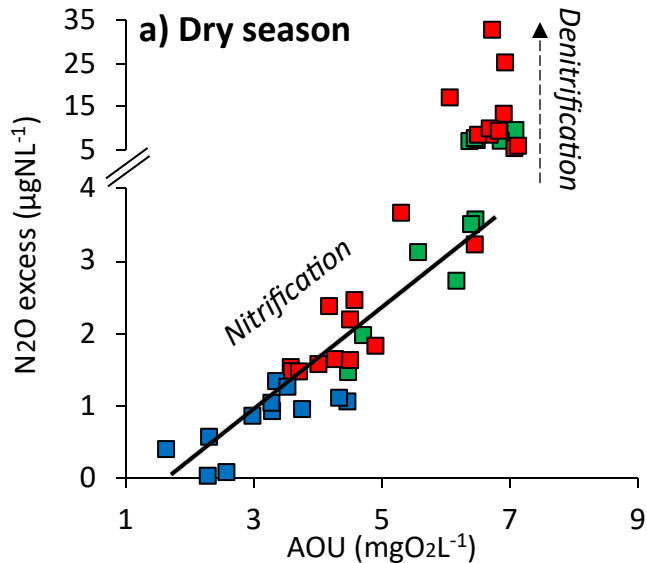 a) Dry season
35
25
15
5
4
3
2
1
0
N2O excess (µgNL⁻¹)
Nitrification
Denitrification
1
3
5
7
9
AOU (mgO₂L⁻¹)